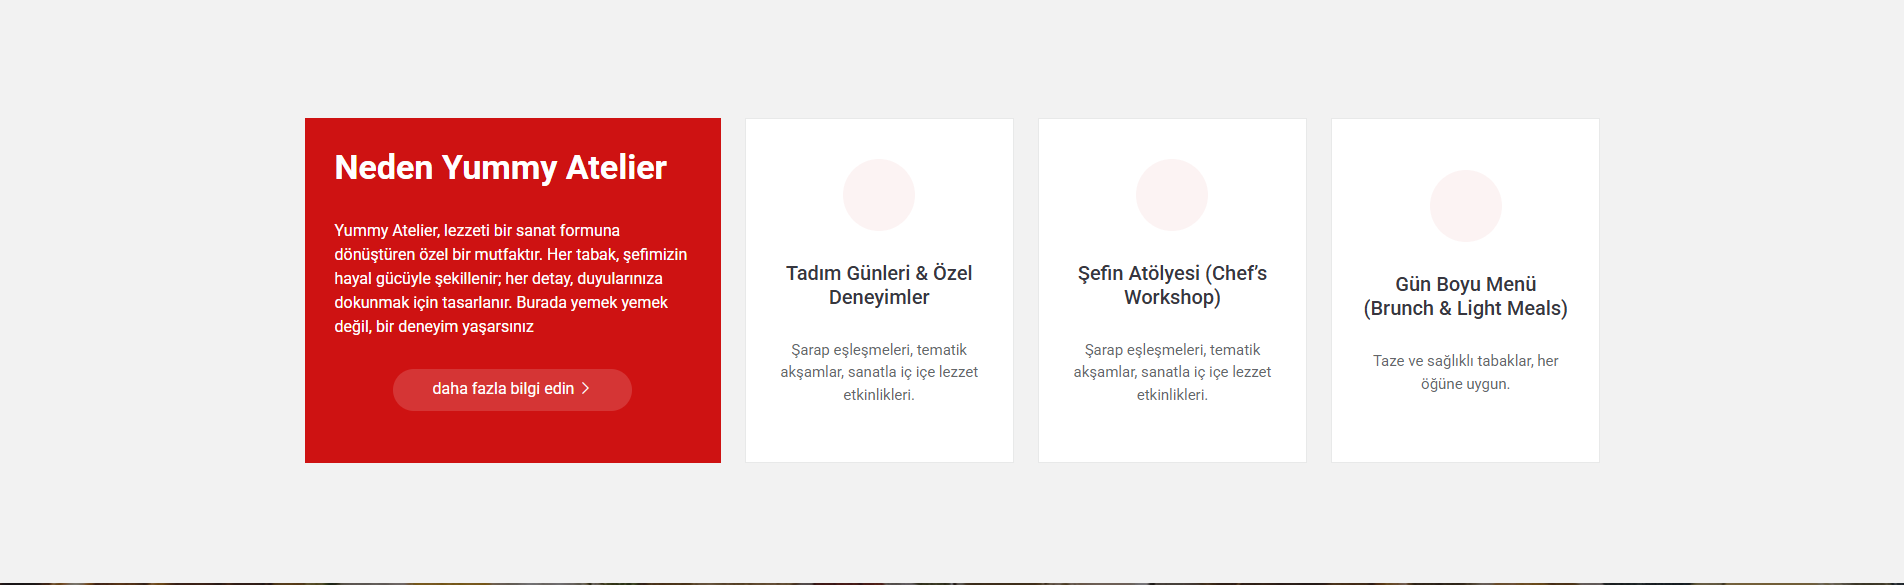 Neden Yummy Atelier
Yummy Atelier, lezzeti bir sanat formuna
dönüştüren özel bir mutfaktır. Her tabak, şefimizin
hayal gücüyle şekillenir; her detay, duyularınıza
dokunmak için tasarlanır. Burada yemek yemek
değil, bir deneyim yaşarsınız
daha fazla bilgi edin
Tadım Günleri & Özel
Deneyimler
Şarap eşleşmeleri, tematik
akşamlar, sanatla iç içe lezzet
etkinlikleri.
Şefin Atölyesi (Chef’s
Workshop)
Şarap eşleşmeleri, tematik
akşamlar, sanatla iç içe lezzet
etkinlikleri.
Gün Boyu Menü
(Brunch & Light Meals)
Taze ve sağlıklı tabaklar, her
öğüne uygun.